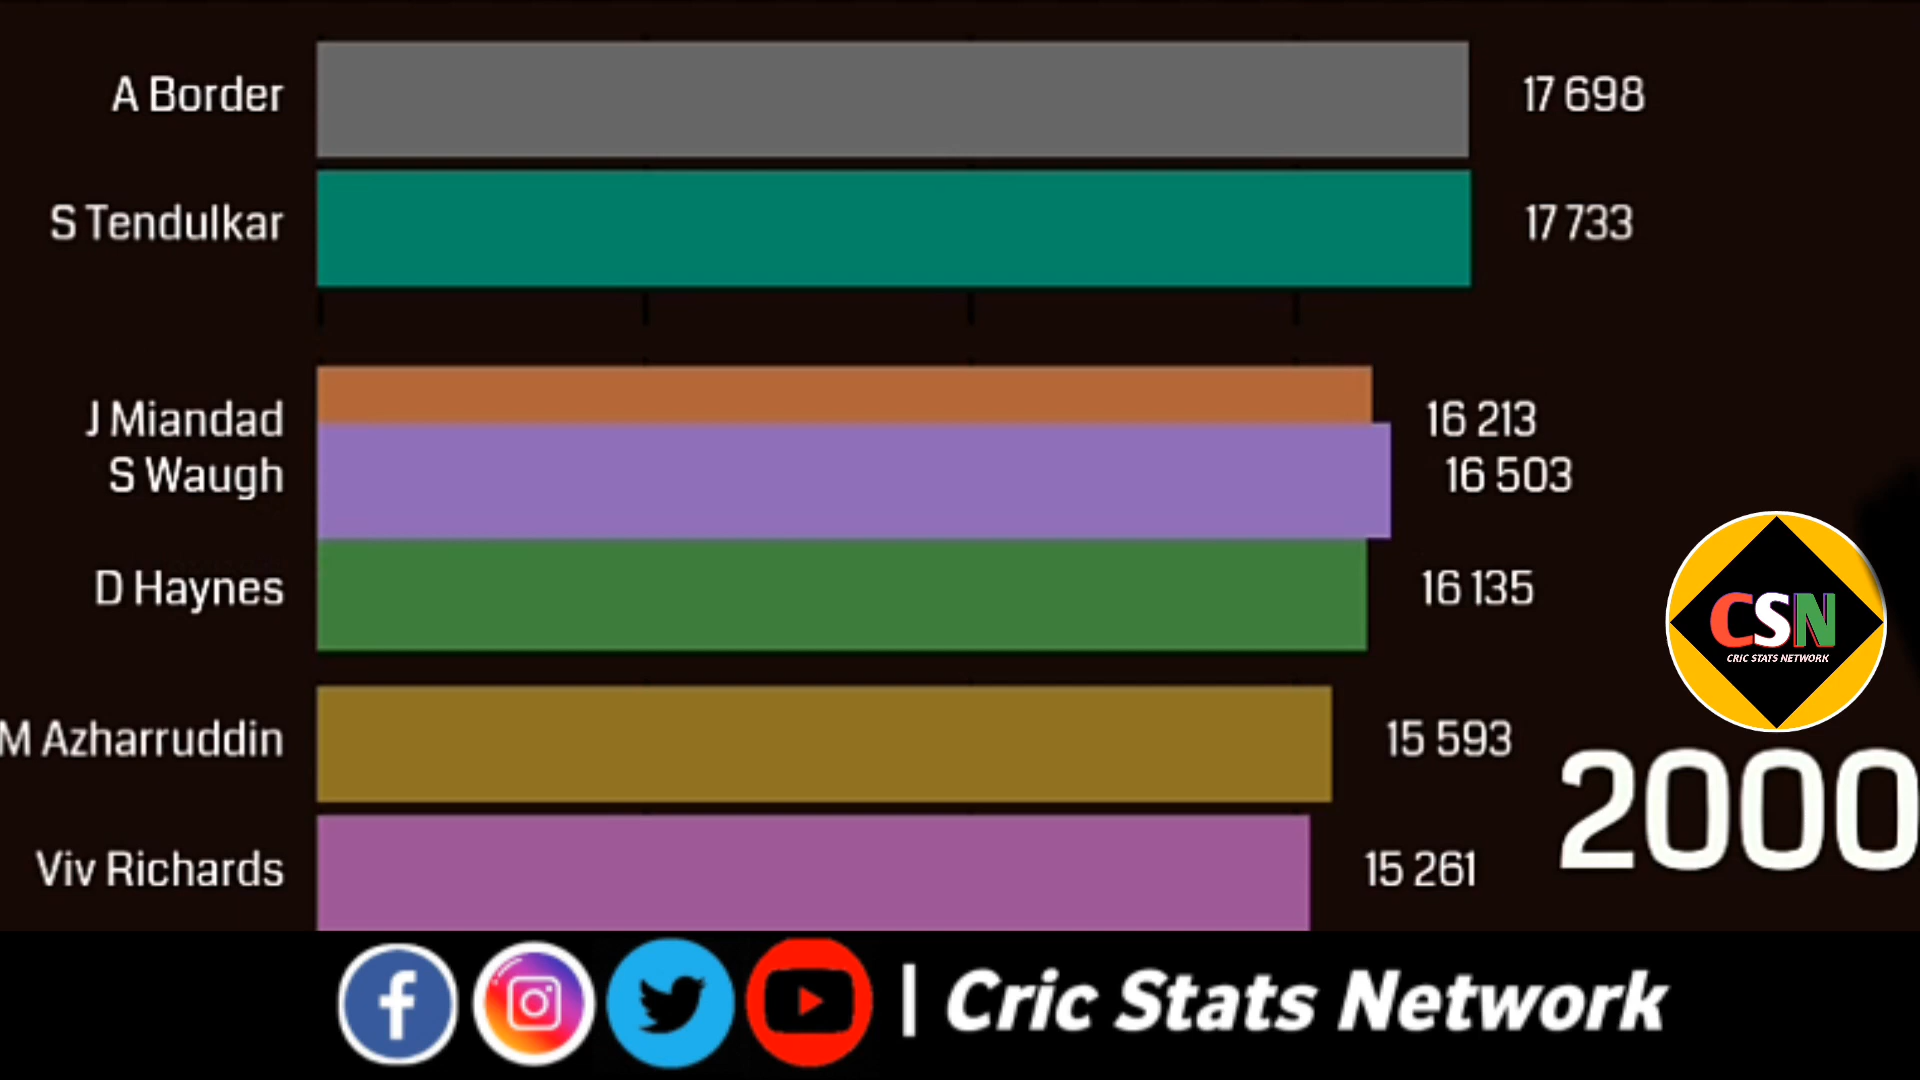 A Border 17 698
S Tendulkar 17 733
J Miandad 16 213
S Waugh 16 503
D Haynes 16 135
CSN
CRIC STATS NETWORK
M Azharruddin 15 593
2000
Viv Richards 15 261
| Cric Stats Network